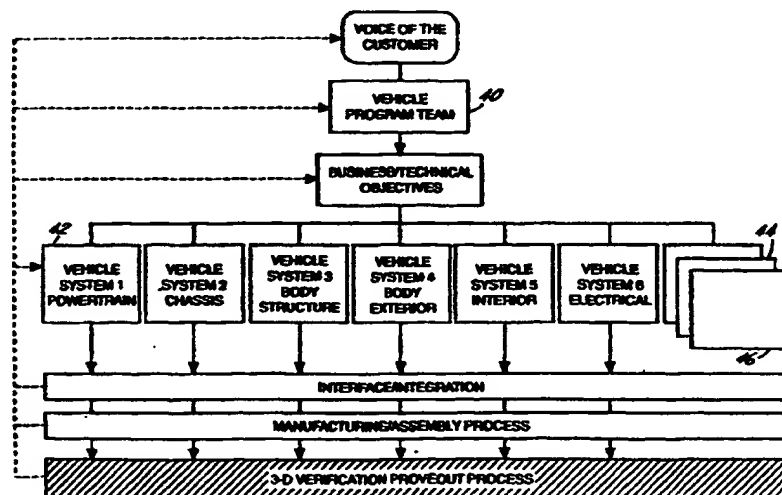 VOICE OF THE
CUSTOMER
VEHICLE
PROGRAM TEAM
40
BUSINESS/TECHNICAL
OBJECTIVES
42
44
VEHICLE
SYSTEM 1
POWERTRAIN
VEHICLE
SYSTEM 2
CHASSIS
VEHICLE
SYSTEM 3
BODY
STRUCTURE
VEHICLE
SYSTEM 4
BODY
EXTERIOR
VEHICLE
SYSTEM 5
INTERIOR
VEHICLE
SYSTEM 6
ELECTRICAL
46
INTERFACE/INTEGRATION
MANUFACTURING/ASSEMBLY PROCESS
3-D VERIFICATION PROVEOUT PROCESS